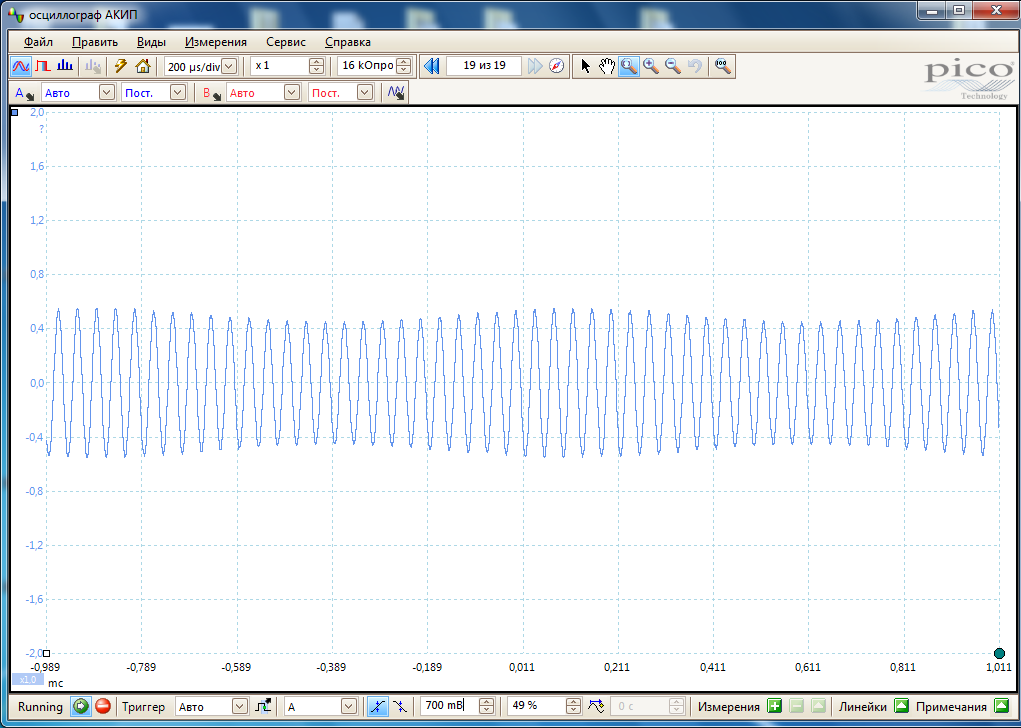 осциллограф АКИП
Файл Править Виды Измерения Сервис Справка
200 µs/div x 1 16 кОпро 19 из 19
pico
Technology
A Авто Пост. B Авто Пост.
2,0
?
1,6
1,2
0,8
0,4
0,0
-0,4
-0,8
-1,2
-1,6
-2,0
-0,989 -0,789 -0,589 -0,389 -0,189 0,011 0,211 0,411 0,611 0,811 1,011
x1.0 мс
Running Триггер Авто A 700 mВ 49 % 0 с Измерения Линейки Примечания